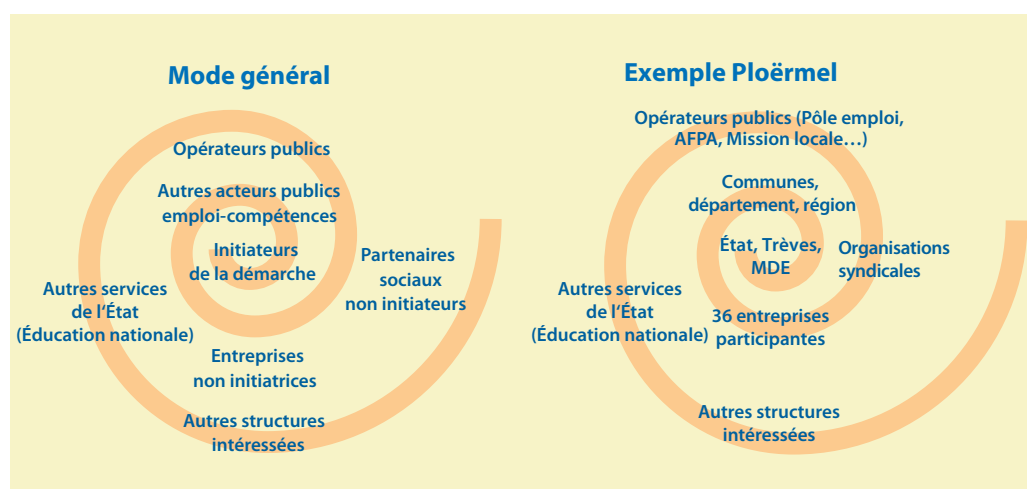 Mode général
Opérateurs publics
Autres acteurs publics
emploi-compétences
Initiateurs
de la démarche
Partenaires
sociaux
non initiateurs
Autres services
de l'État
(Éducation nationale)
Entreprises
non initiatrices
Autres structures
intéressées
Exemple Ploërmel
Opérateurs publics (Pôle emploi,
AFPA, Mission locale…)
Communes,
département, région
État, Trèves,
MDE
Organisations
syndicales
Autres services
de l'État
(Éducation nationale)
36 entreprises
participantes
Autres structures
intéressées